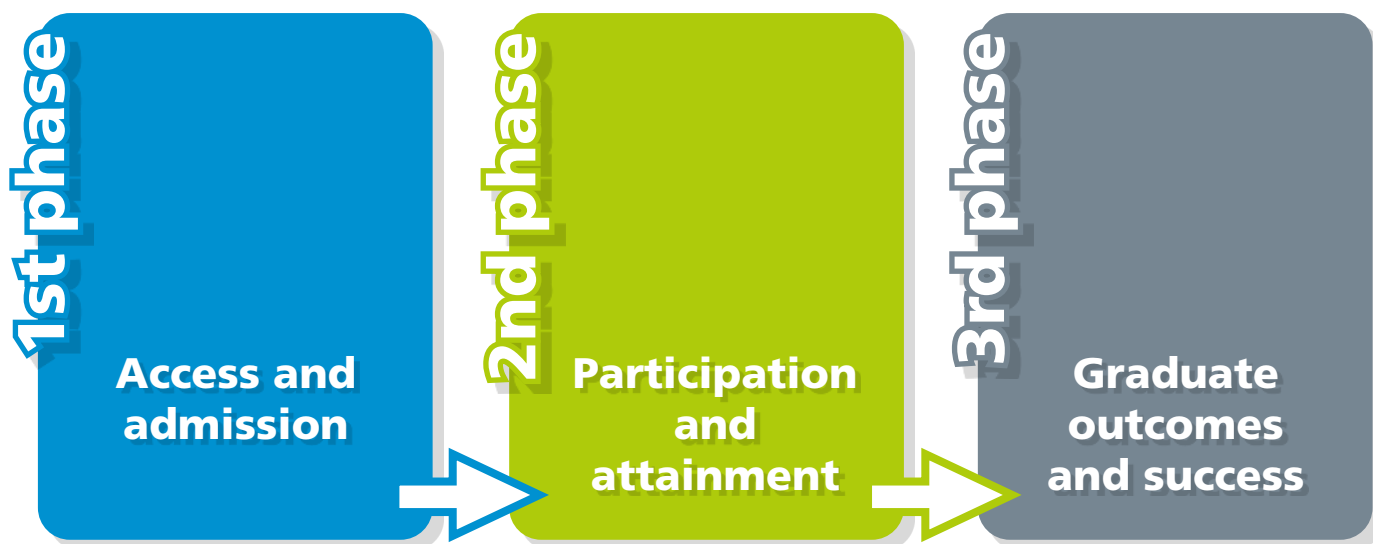 1st phase
Access and
admission
2nd phase
Participation
and
attainment
3rd phase
Graduate
outcomes
and success